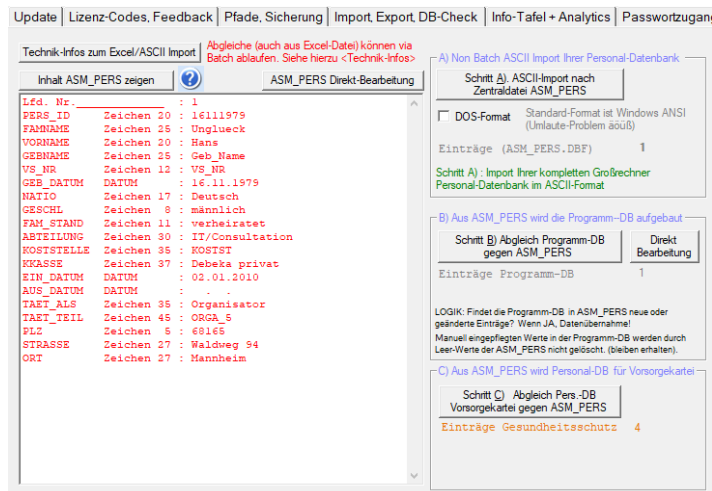 Update Lizenz-Codes, Feedback Pfade, Sicherung Import, Export, DB-Check Info-Tafel + Analytics Passwortzugan
Technik-Infos zum Excel/ASCII Import
Abgleiche (auch aus Excel-Datei) können via
Batch ablaufen. Siehe hierzu <Technik-Infos>
Inhalt ASM_PERS zeigen ? ASM_PERS Direkt-Bearbeitung
Lfd. Nr.______________ : 1
PERS_ID Zeichen 20 : 16111979
FAMNAME Zeichen 25 : Unglueck
VORNAME Zeichen 20 : Hans
GEBNAME Zeichen 25 : Geb_Name
VS_NR Zeichen 12 : VS_NR
GEB_DATUM DATUM : 16.11.1979
NATIO Zeichen 17 : Deutsch
GESCHL Zeichen 8 : männlich
FAM_STAND Zeichen 11 : verheiratet
ABTEILUNG Zeichen 30 : IT/Consultation
KOSTSTELLE Zeichen 35 : KOSTST
KKASSE Zeichen 37 : Debeka privat
EIN_DATUM DATUM : 02.01.2010
AUS_DATUM DATUM : . .
TAET_ALS Zeichen 35 : Organisator
TAET_TEIL Zeichen 45 : ORGA_5
PLZ Zeichen 5 : 68165
STRASSE Zeichen 27 : Waldweg 94
ORT Zeichen 27 : Mannheim
A) Non Batch ASCII Import Ihrer Personal-Datenbank
Schritt A). ASCII-Import nach
Zentraldatei ASM_PERS
DOS-Format
Standard-Format ist Windows ANSI
(Umlaute-Problem äöüß)
Einträge (ASM_PERS.DBF) 1
Schritt A) : Import Ihrer kompletten Großrechner
Personal-Datenbank im ASCII-Format
B) Aus ASM_PERS wird die Programm--DB aufgebaut
Schritt B) Abgleich Programm-DB
gegen ASM_PERS
Direkt
Bearbeitung
Einträge Programm-DB 1
LOGIK: Findet die Programm-DB in ASM_PERS neue oder
geänderte Einträge? Wenn JA, Datenübernahme!
Manuell eingepflegten Werte in der Programm-DB werden durch
Leer-Werte der ASM_PERS nicht gelöscht. (bleiben erhalten).
C) Aus ASM_PERS wird Personal-DB für Vorsorgekartei
Schritt C) Abgleich Pers.-DB
Vorsorgekartei gegen ASM_PERS
Einträge Gesundheitsschutz 4